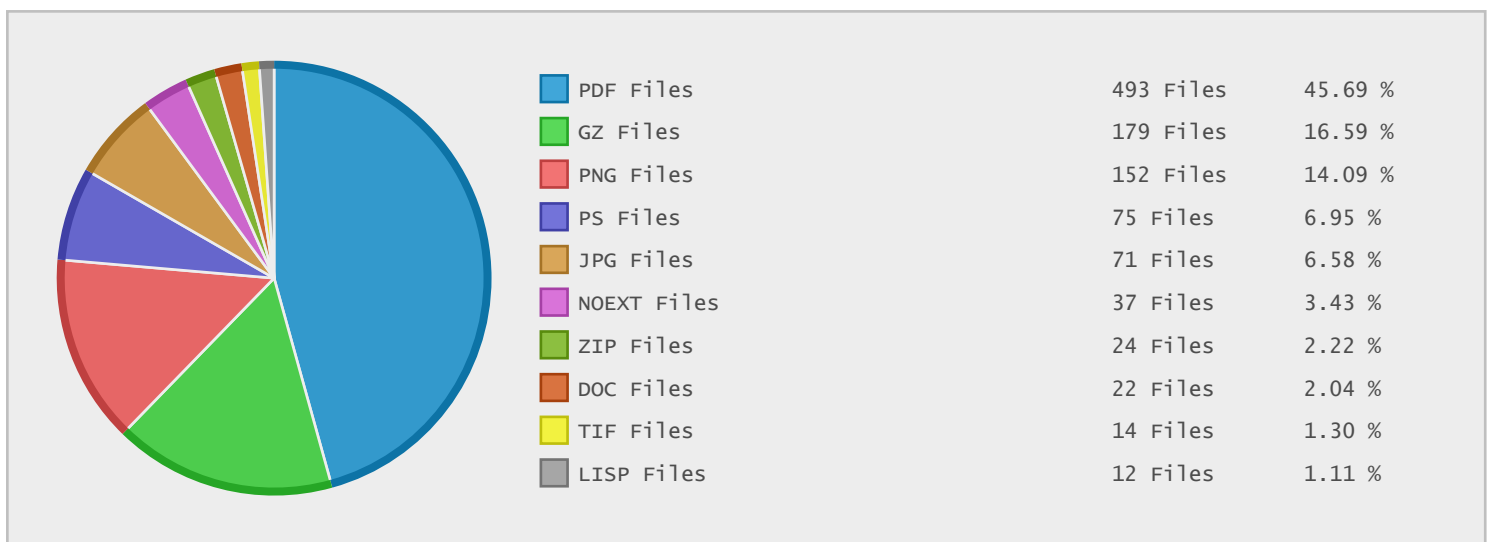 PDF Files 493 Files 45.69 %
GZ Files 179 Files 16.59 %
PNG Files 152 Files 14.09 %
PS Files 75 Files 6.95 %
JPG Files 71 Files 6.58 %
NOEXT Files 37 Files 3.43 %
ZIP Files 24 Files 2.22 %
DOC Files 22 Files 2.04 %
TIF Files 14 Files 1.30 %
LISP Files 12 Files 1.11 %